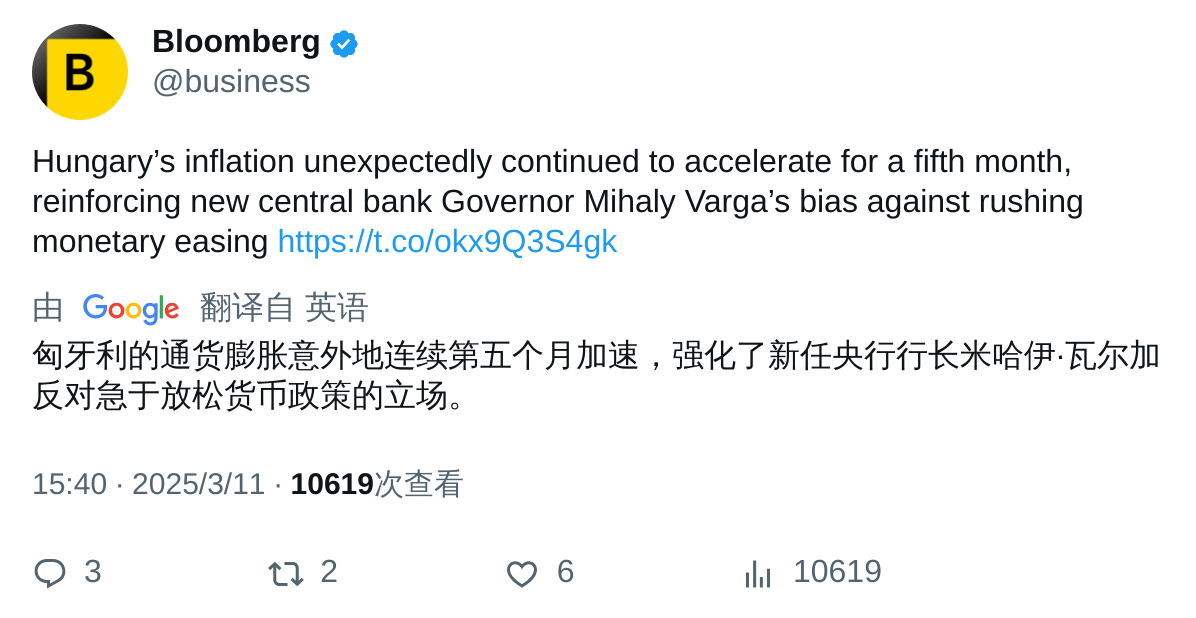 B
Bloomberg
@business
Hungary’s inflation unexpectedly continued to accelerate for a fifth month,
reinforcing new central bank Governor Mihaly Varga’s bias against rushing
monetary easing https://t.co/okx9Q3S4gk
由 Google 翻译自 英语
匈牙利的通货膨胀意外地连续第五个月加速，强化了新任央行行长米哈伊·瓦尔加
反对急于放松货币政策的立场。
15:40 · 2025/3/11 · 10619次查看
3 2 6 10619